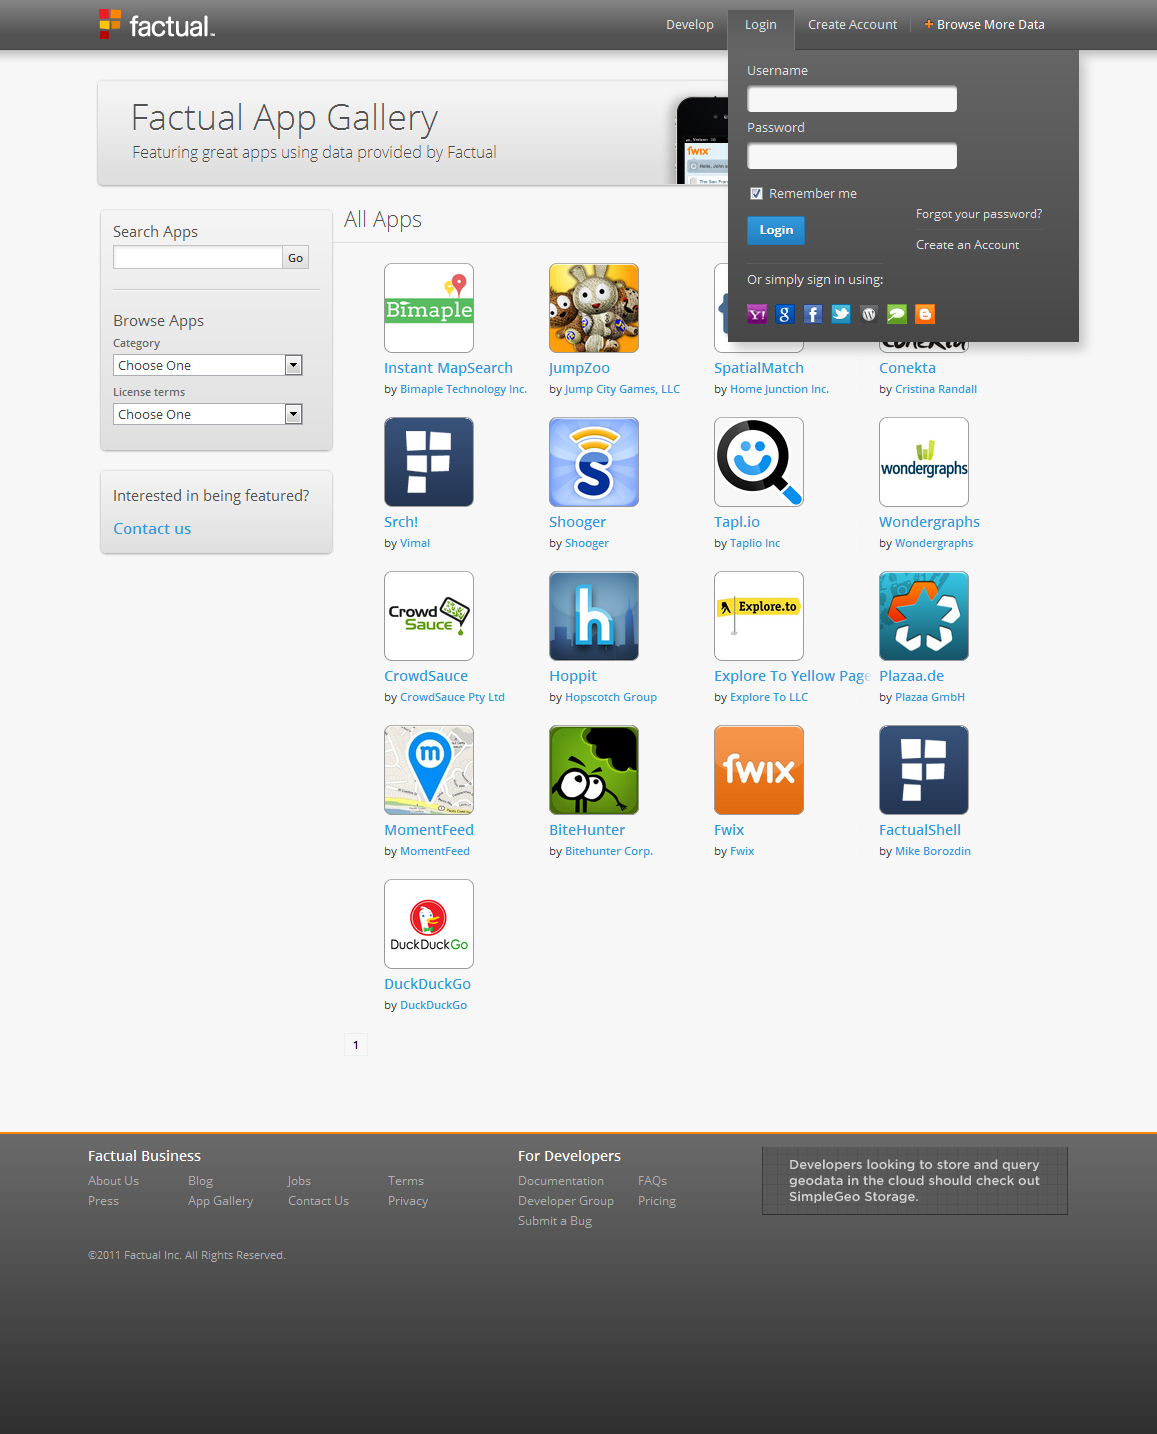 factual.
Develop
Login
Create Account
Browse More Data
Username
Password
Remember me
Login
Forgot your password?
Create an Account
Or simply sign in using:
Factual App Gallery
Featuring great apps using data provided by Factual
fwix
Search Apps
Go
Browse Apps
Category
Choose One
License terms
Choose One
Interested in being featured?
Contact us
All Apps
Bimaple
Instant MapSearch
by Bimaple Technology Inc.
JumpZoo
by Jump City Games, LLC
SpatialMatch
by Home Junction Inc.
Conekta
by Cristina Randall
Srch!
by Vimal
S
Shooger
by Shooger
Tapl.io
by Taplio Inc
wondergraphs
Wondergraphs
by Wondergraphs
Crowd
Sauce
CrowdSauce
by CrowdSauce Pty Ltd
h
Hoppit
by Hopscotch Group
Explore.to
Explore To Yellow Page
by Explore To LLC
Plazaa.de
by Plazaa GmbH
m
MomentFeed
by MomentFeed
BiteHunter
by Bitehunter Corp.
fwix
Fwix
by Fwix
FactualShell
by Mike Borozdin
DuckDuckGo
DuckDuckGo
by DuckDuckGo
1
Factual Business
About Us
Blog
Jobs
Terms
Press
App Gallery
Contact Us
Privacy
For Developers
Documentation
FAQs
Developer Group
Pricing
Submit a Bug
Developers looking to store and query
geodata in the cloud should check out
SimpleGeo Storage.
©2011 Factual Inc. All Rights Reserved.